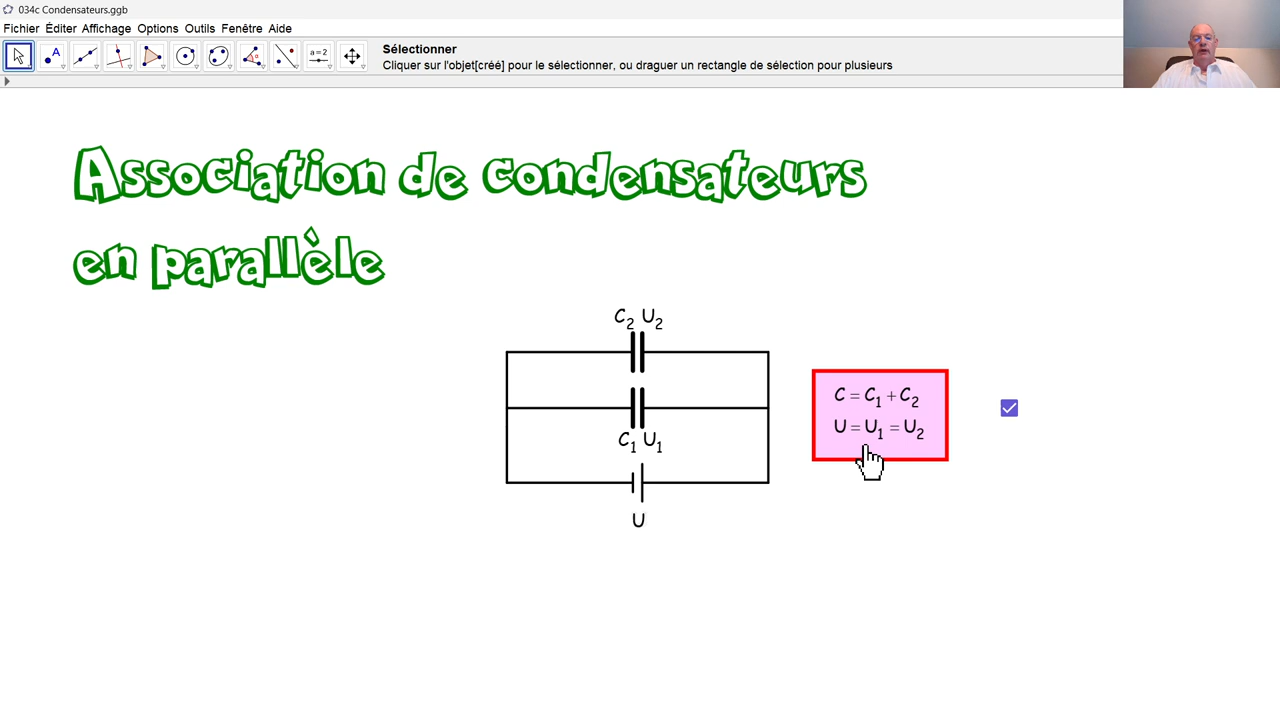 034c Condensateurs.ggb
Fichier Éditer Affichage Options Outils Fenêtre Aide
A
a=2
Sélectionner
Cliquer sur l'objet[créé] pour le sélectionner, ou draguer un rectangle de sélection pour plusieurs
Association de condensateurs
en parallèle
C₂ U₂
C = C₁ + C₂
U = U₁ = U₂
C₁ U₁
U